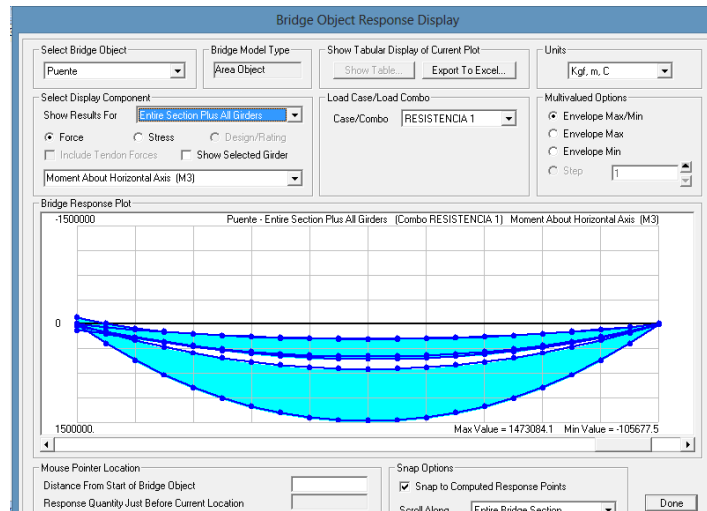 Bridge Object Response Display
Select Bridge Object
Puente
Bridge Model Type
Area Object
Show Tabular Display of Current Plot
Show Table...
Export To Excel...
Units
Kgf, m, C
Select Display Component
Show Results For
Entire Section Plus All Girders
Force
Stress
Design/Rating
Include Tendon Forces
Show Selected Girder
Moment About Horizontal Axis (M3)
Load Case/Load Combo
Case/Combo
RESISTENCIA 1
Multivalued Options
Envelope Max/Min
Envelope Max
Envelope Min
Step
1
Bridge Response Plot
-1500000
Puente - Entire Section Plus All Girders (Combo RESISTENCIA 1) Moment About Horizontal Axis (M3)
0
1500000.
Max Value = 1473084.1 Min Value = -105677.5
Mouse Pointer Location
Distance From Start of Bridge Object
Response Quantity Just Before Current Location
Snap Options
Snap to Computed Response Points
Scroll Along
Entire Bridge Section
Done